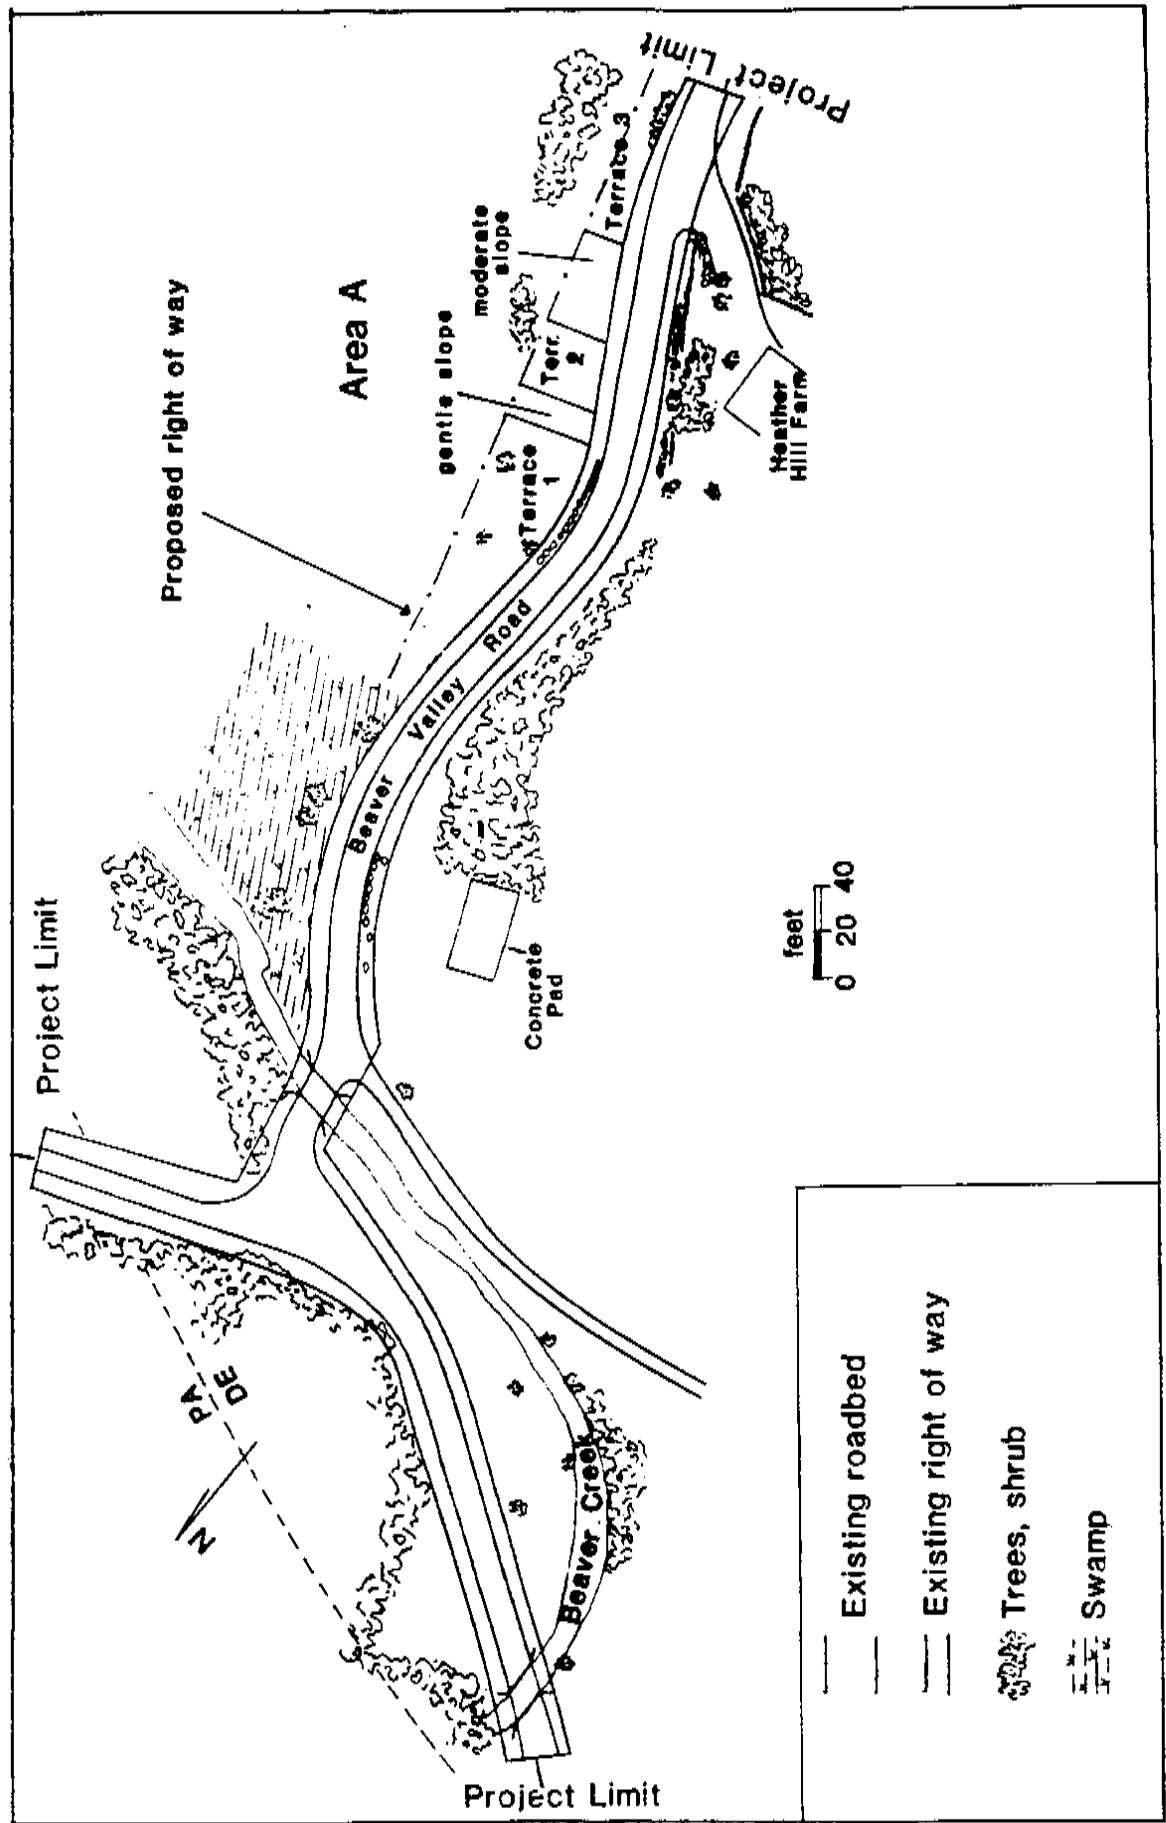 Project Limit
Proposed right of way
Area A
moderate
slope
gentle slope
Terrace 3
Terr.
2
Terrace
1
Project Limit
Beaver Valley Road
Heather
Hill Farm
Concrete
Pad
feet
0 20 40
PA
DE
N
Beaver Creek
Project Limit
Existing roadbed
Existing right of way
Trees, shrub
Swamp